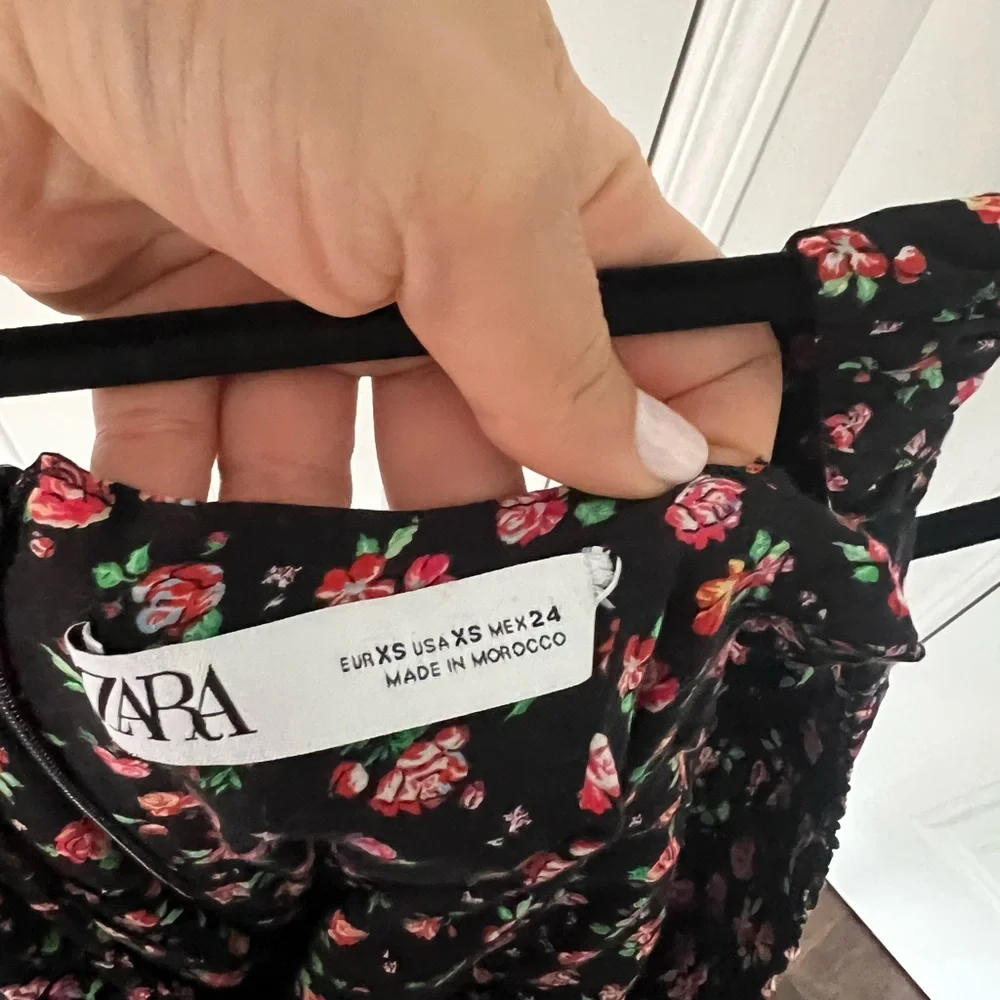 ZARA
EUR XS USA XS MEX 24
MADE IN MOROCCO